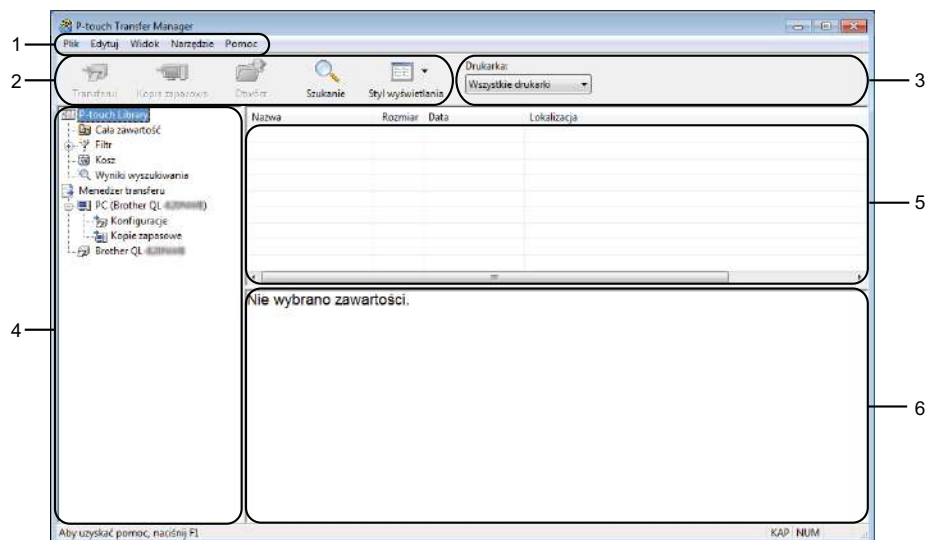 P-touch Transfer Manager
1
Plik Edytuj Widok Narzędzie Pomoc
2
Transferuj Kopia zapasowa Otwórz Szukanie Styl wyświetlania
Drukarka:
Wszystkie drukarki
3
P-touch Library
Cała zawartość
Filtr
Kosz
Wyniki wyszukiwania
Menedżer transferu
PC (Brother QL
Konfiguracje
Kopie zapasowe
Brother QL
4
Nazwa Rozmiar Data Lokalizacja
5
Nie wybrano zawartości.
6
Aby uzyskać pomoc, naciśnij F1
KAP NUM